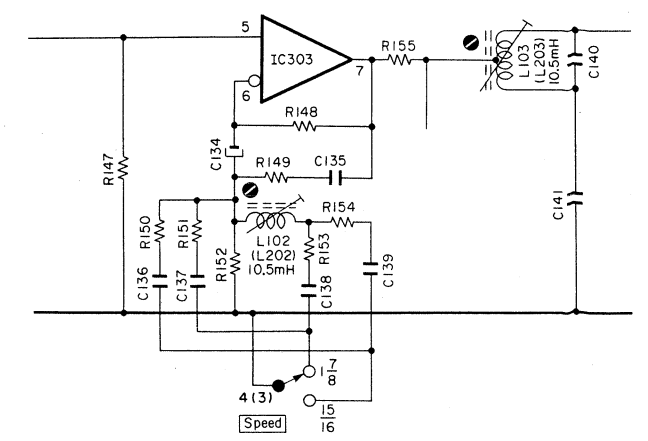 5
IC303
6
7
R155
L103
(L203)
10.5mH
C140
R148
C134
R149
C135
R147
C141
R150
R151
R152
L102
(L202)
10.5mH
R153
R154
C136
C137
C138
C139
1 7/8
4(3)
15/16
Speed